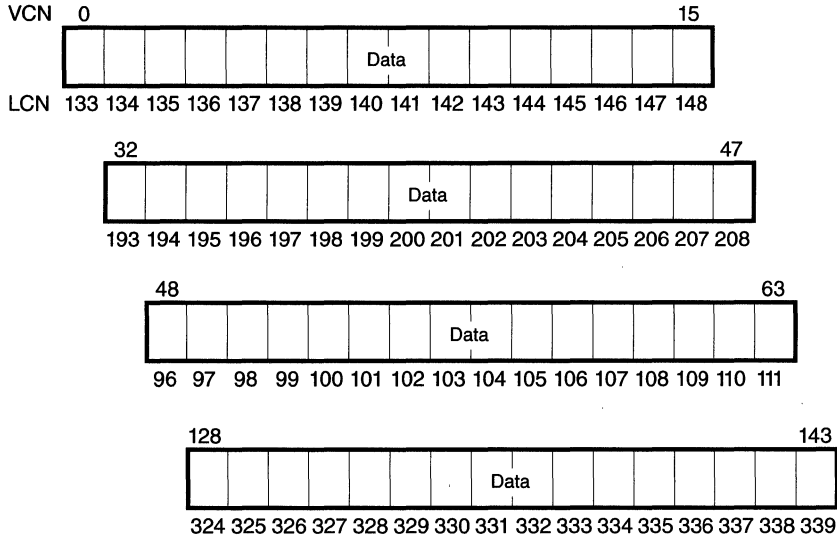 VCN 0 15
Data
LCN 133 134 135 136 137 138 139 140 141 142 143 144 145 146 147 148
32 47
Data
193 194 195 196 197 198 199 200 201 202 203 204 205 206 207 208
48 63
Data
96 97 98 99 100 101 102 103 104 105 106 107 108 109 110 111
128 143
Data
324 325 326 327 328 329 330 331 332 333 334 335 336 337 338 339